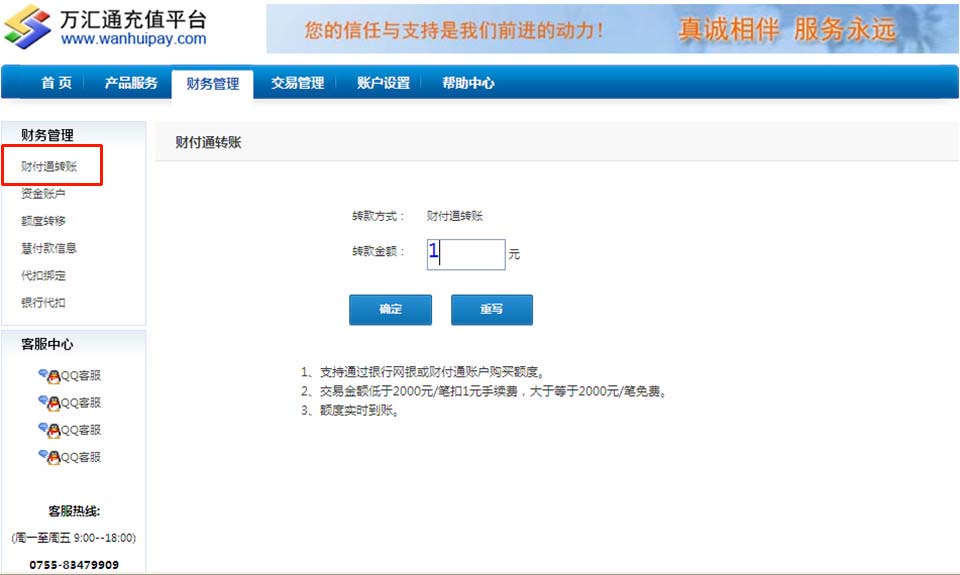 万汇通充值平台
www.wanhuipay.com
您的信任与支持是我们前进的动力！
真诚相伴 服务永远
首 页 产品服务 财务管理 交易管理 账户设置 帮助中心
财务管理
财付通转账
资金账户
额度转移
慧付款信息
代扣绑定
银行代扣
客服中心
QQ客服
QQ客服
QQ客服
QQ客服
客服热线:
(周一至周五 9:00--18:00)
0755-83479909
财付通转账
转款方式： 财付通转账
转款金额： 1 元
确定 重写
1、支持通过银行网银或财付通账户购买额度。
2、交易金额低于2000元/笔扣1元手续费，大于等于2000元/笔免费。
3、额度实时到账。